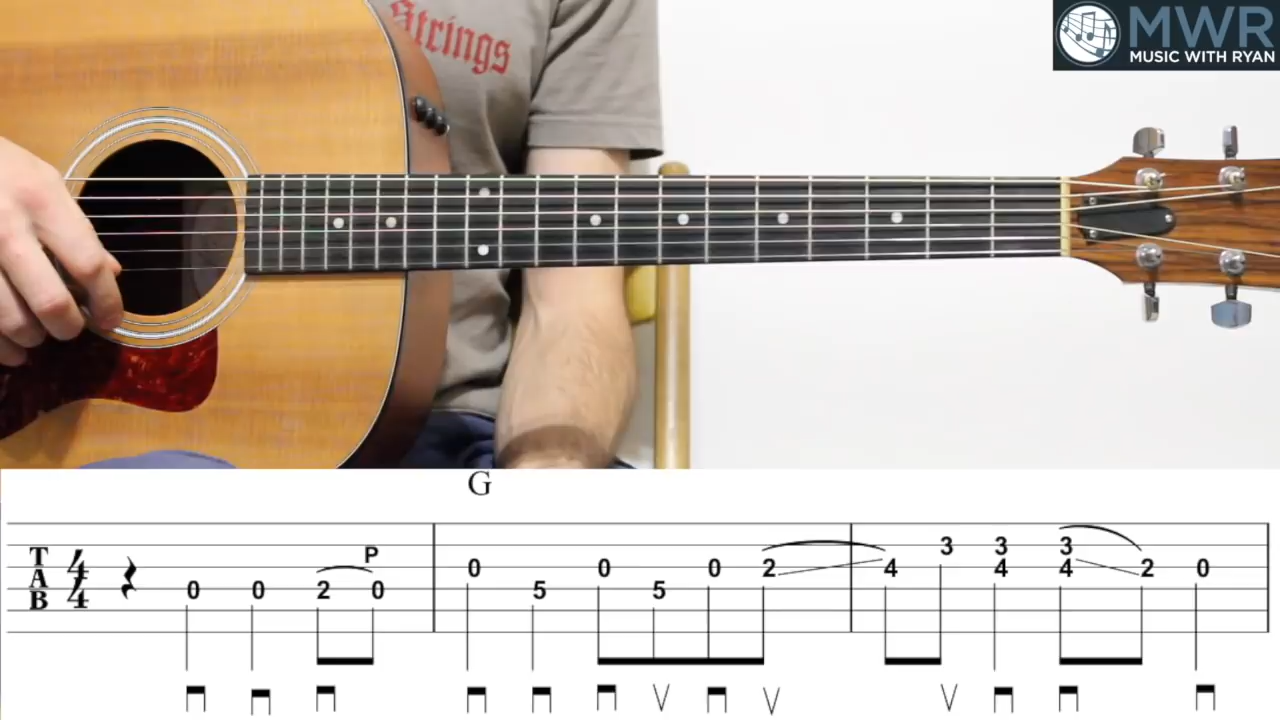 Strings
MWR
MUSIC WITH RYAN
G
P
T
A
B
4
4
0 0 2 0
0 5 0 5 0 2
3 3 3
4 4 4 2 0